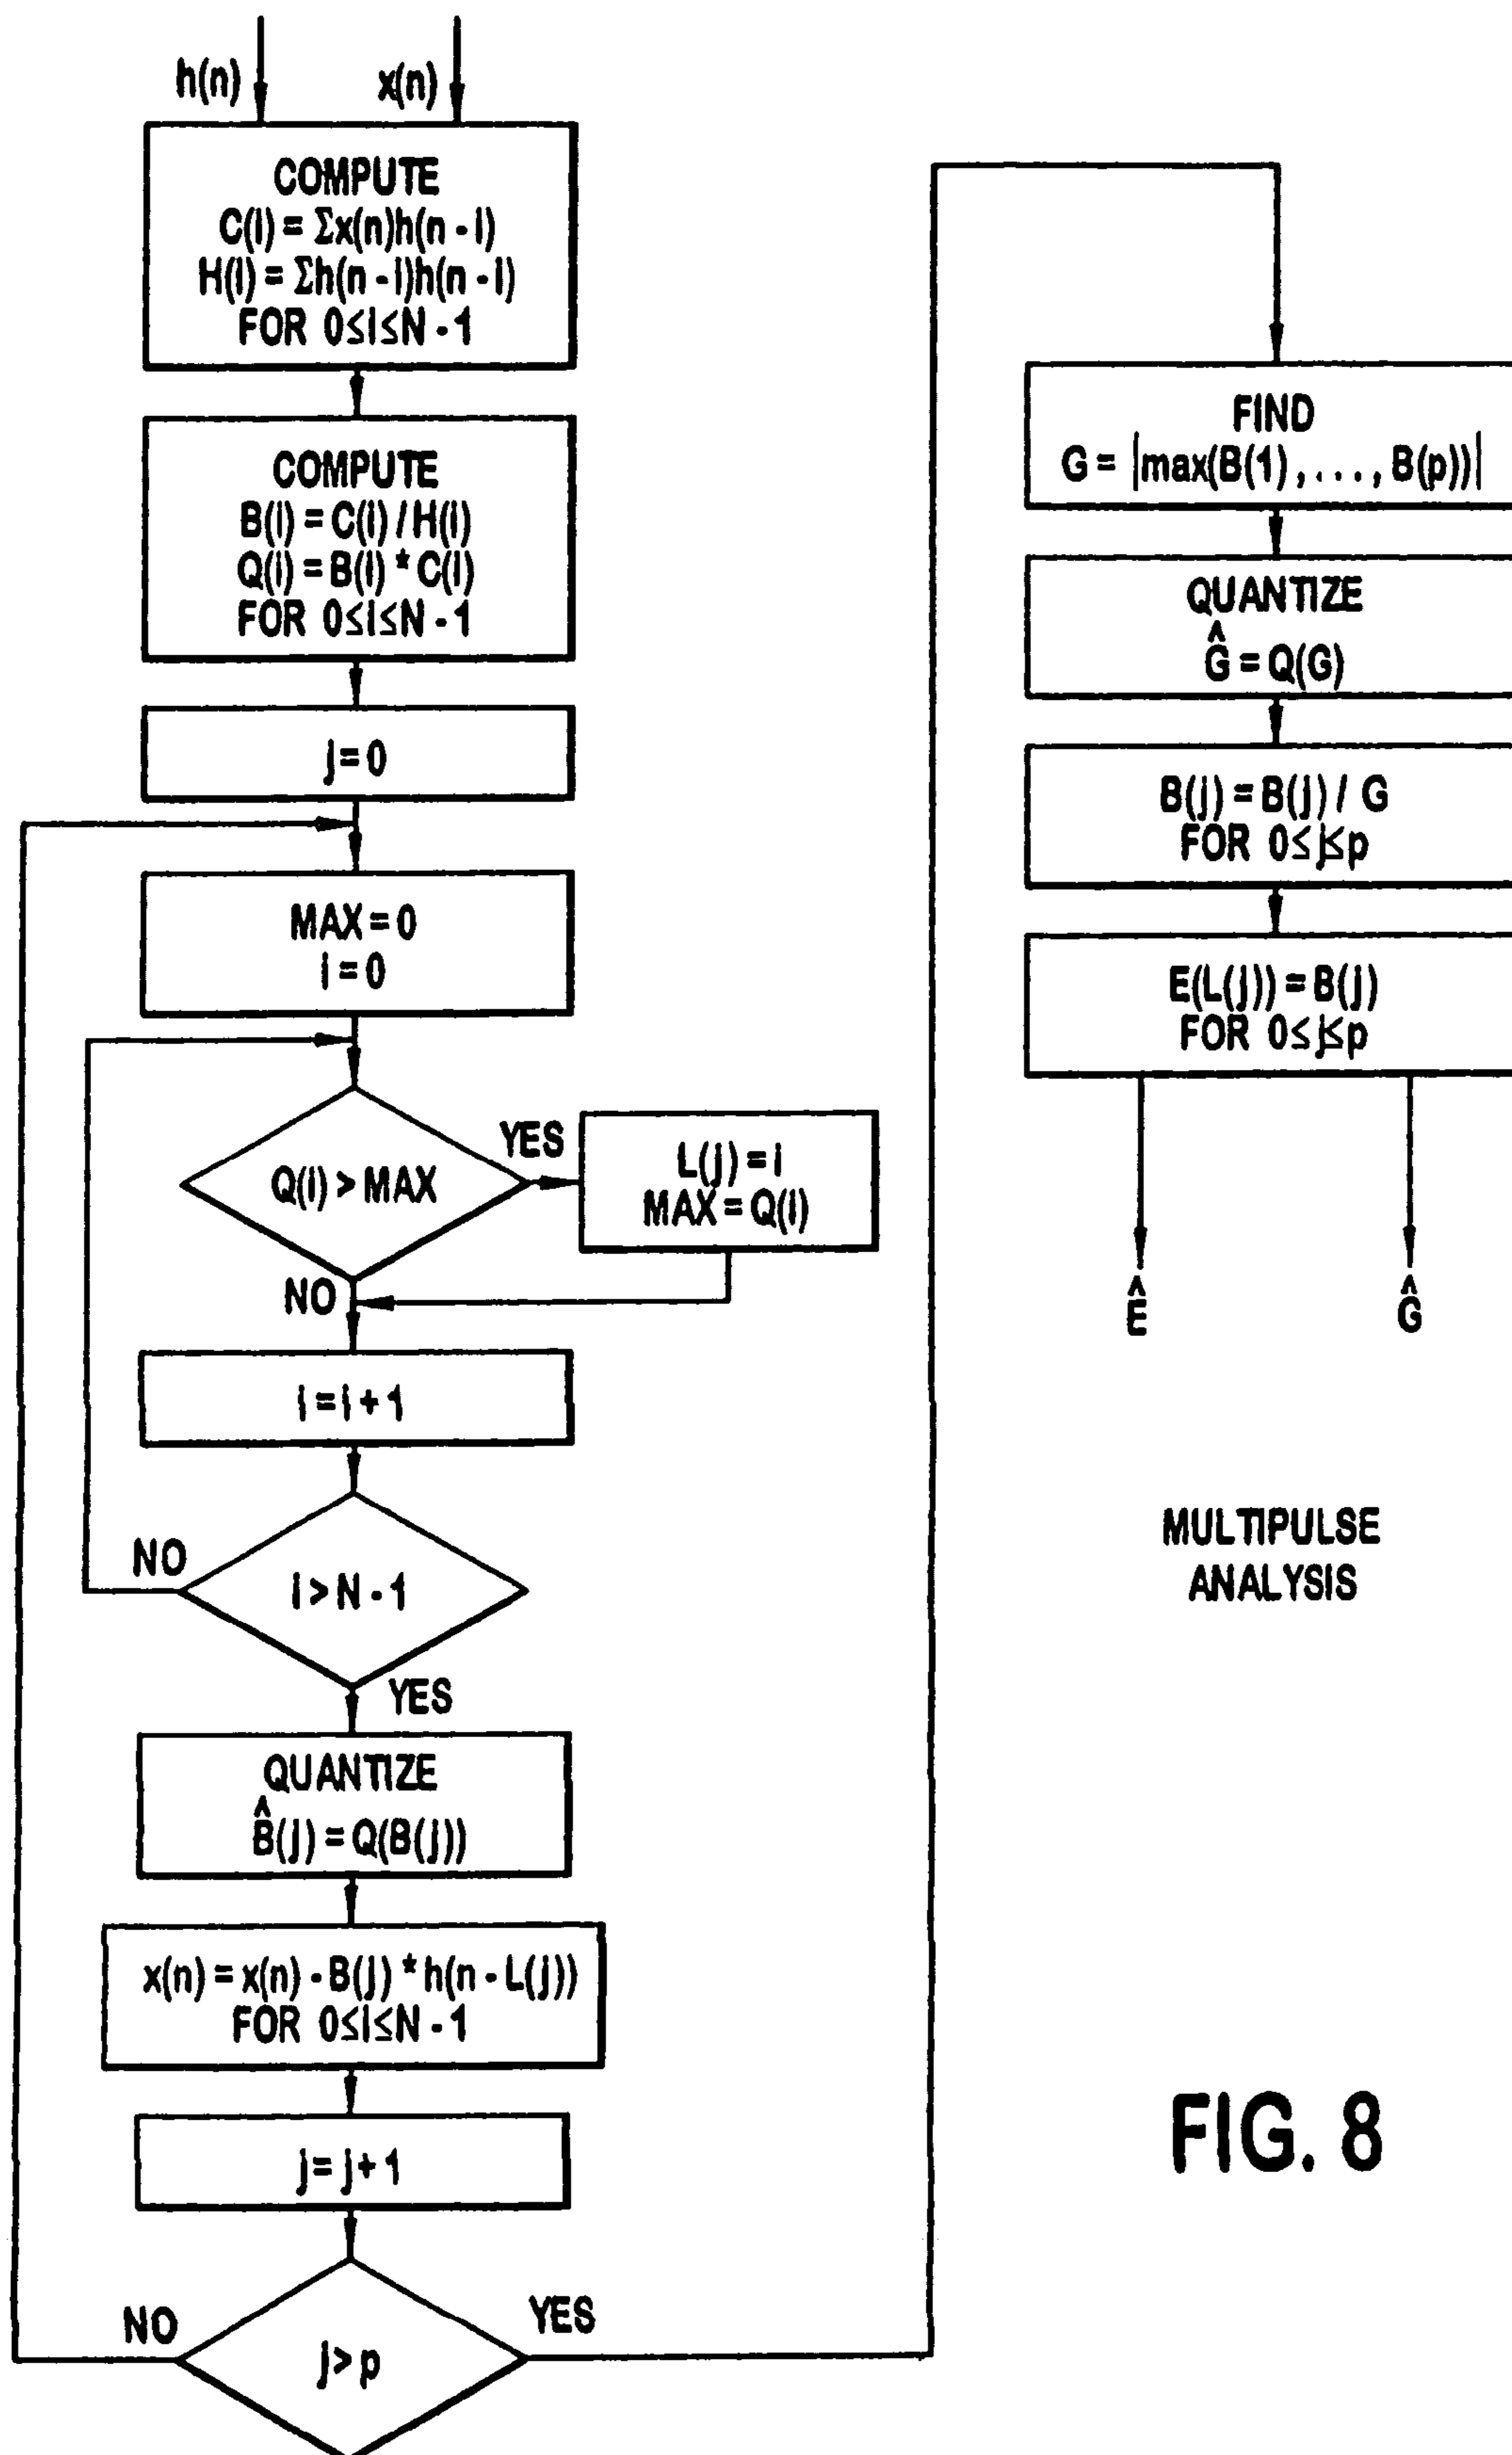 h(n)
x(n)
COMPUTE
C(i) = Σx(n)h(n - i)
H(i) = Σh(n - i)h(n - i)
FOR 0≤i≤N - 1
COMPUTE
B(i) = C(i) / H(i)
Q(i) = B(i) * C(i)
FOR 0≤i≤N - 1
j = 0
MAX = 0
i = 0
Q(i) > MAX
YES
L(j) = i
MAX = Q(i)
NO
i = i + 1
NO
i > N - 1
YES
QUANTIZE
B̂(j) = Q(B(j))
x(n) = x(n) - B(j) * h(n - L(j))
FOR 0≤i≤N - 1
j = j + 1
NO
j > p
YES
FIND
G = |max(B(1) , . . . , B(p))|
QUANTIZE
Ĝ = Q(G)
B(j) = B(j) / G
FOR 0≤ j≤p
E(L(j)) = B(j)
FOR 0≤ j≤p
Ê
Ĝ
MULTIPULSE
ANALYSIS
FIG. 8